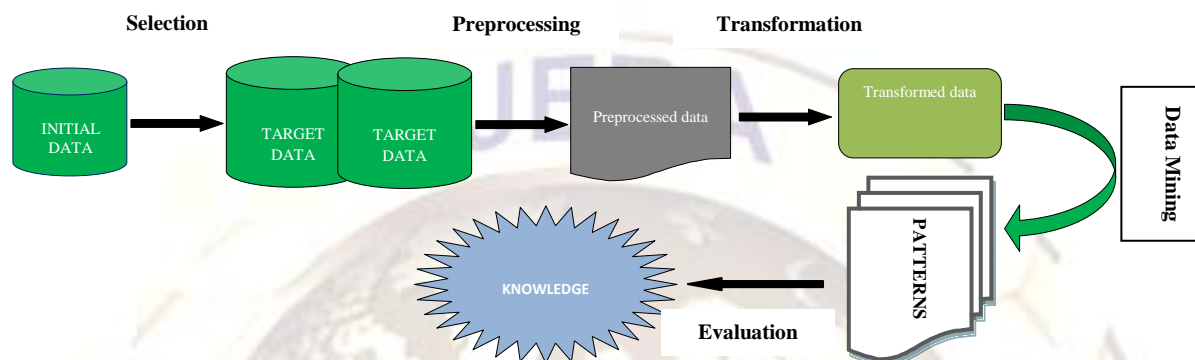 Selection
Preprocessing
Transformation
INITIAL
DATA
TARGET
DATA
TARGET
DATA
Preprocessed data
Transformed data
Data Mining
PATTERNS
KNOWLEDGE
Evaluation